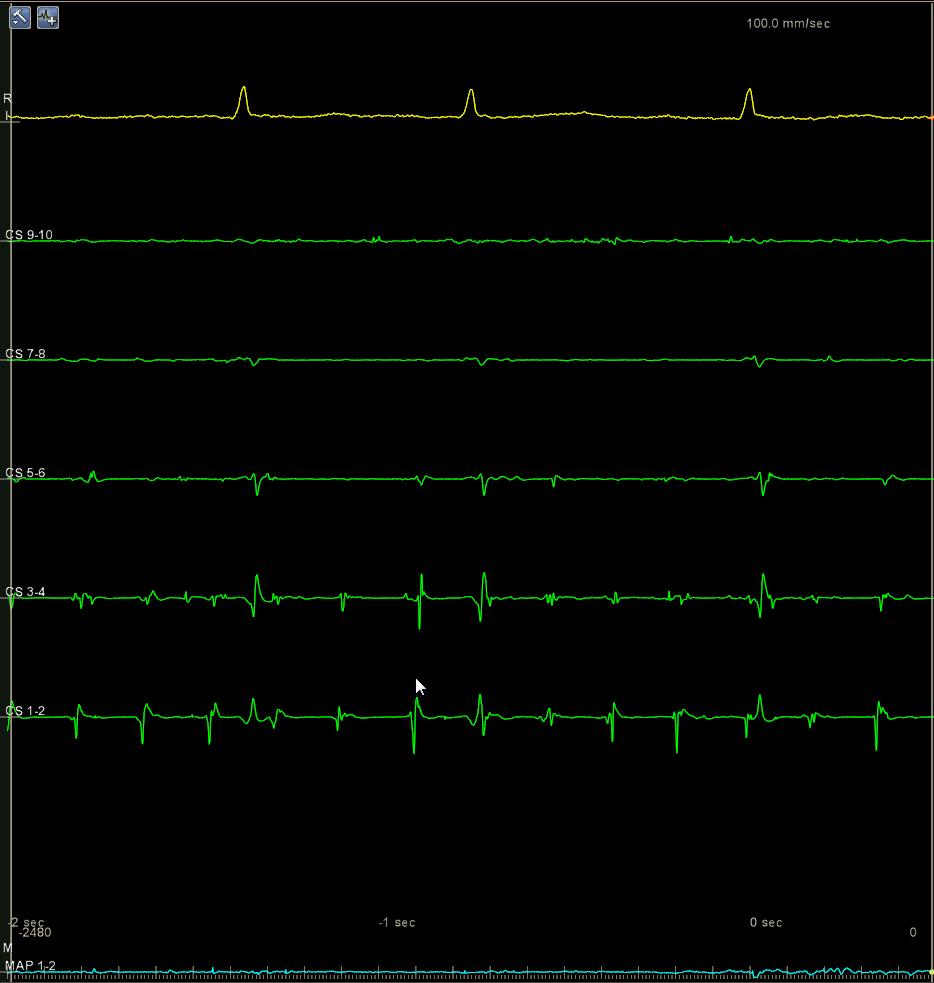 100.0 mm/sec
R
CS 9-10
CS 7-8
CS 5-6
CS 3-4
CS 1-2
-2 sec
-1 sec
0 sec
-2480
0
M
MAP 1-2